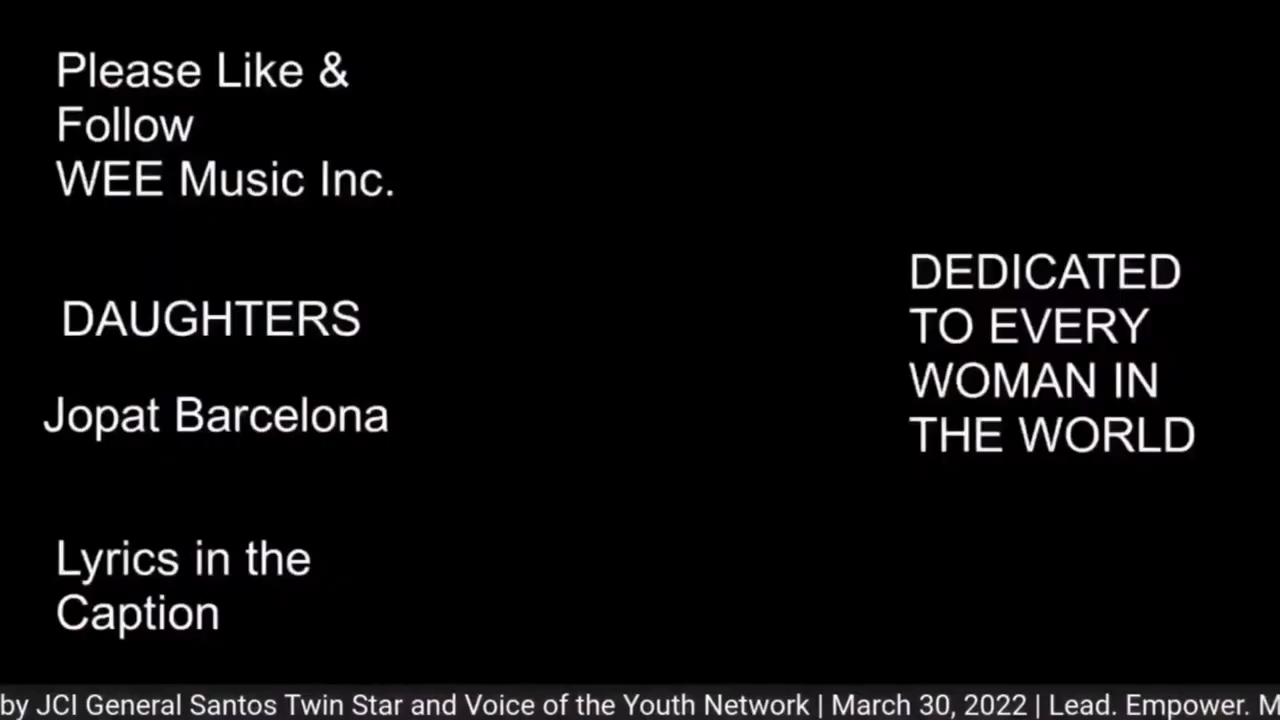 Please Like &
Follow
WEE Music Inc.
DAUGHTERS
Jopat Barcelona
Lyrics in the
Caption
DEDICATED
TO EVERY
WOMAN IN
THE WORLD
by JCI General Santos Twin Star and Voice of the Youth Network | March 30, 2022 | Lead. Empower. M